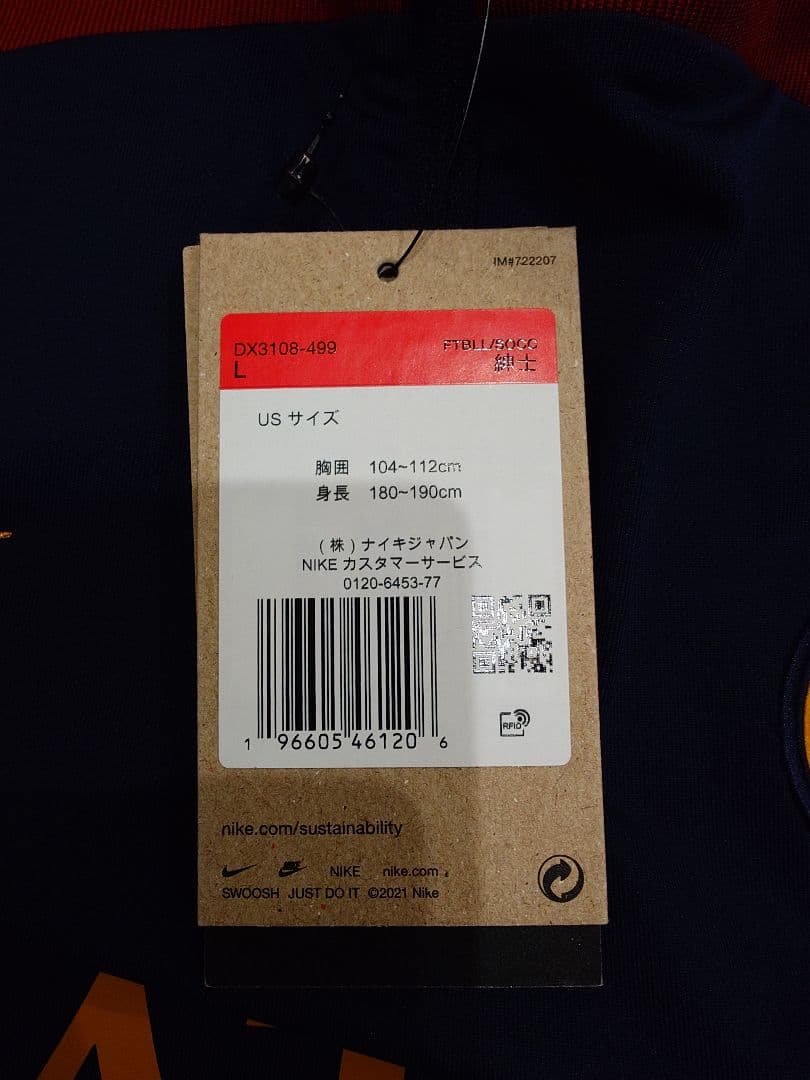 IM#722207
DX3108-499
FTBLL/SOCC
L
紳士
US サイズ
胸囲 104~112cm
身長 180~190cm
(株)ナイキジャパン
NIKE カスタマーサービス
0120-6453-77
RFID
1 96605 46120 6
nike.com/sustainability
NIKE nike.com
SWOOSH JUST DO IT ©2021 Nike